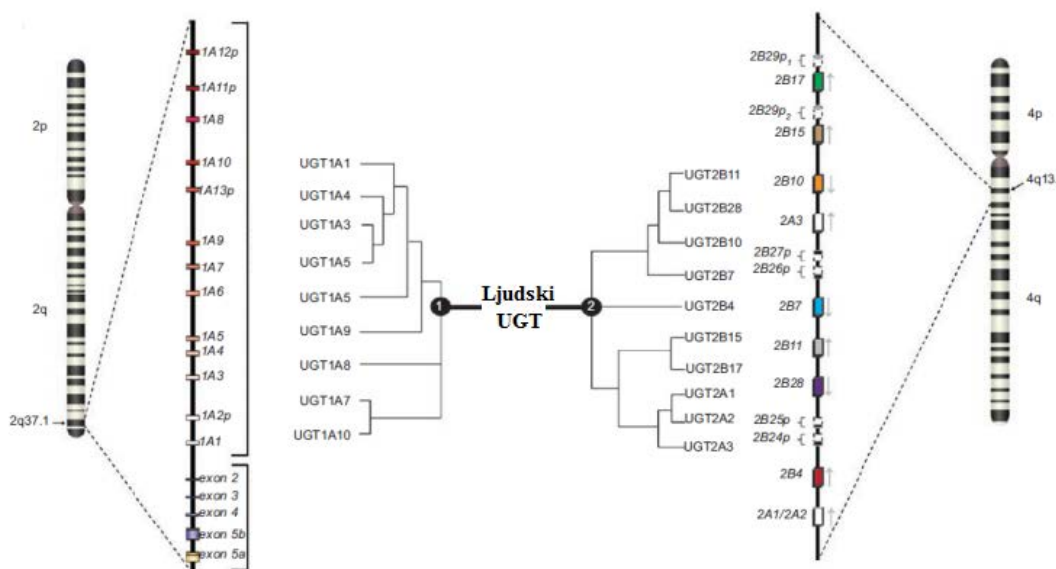 2p
2q
2q37.1
1A12p
1A11p
1A8
1A10
1A13p
1A9
1A7
1A6
1A5
1A4
1A3
1A2p
1A1
exon 2
exon 3
exon 4
exon 5b
exon 5a
UGT1A1
UGT1A4
UGT1A3
UGT1A5
UGT1A5
UGT1A9
UGT1A8
UGT1A7
UGT1A10
1
Ljudski
UGT
2
UGT2B11
UGT2B28
UGT2B10
UGT2B7
UGT2B4
UGT2B15
UGT2B17
UGT2A1
UGT2A2
UGT2A3
2B29p1
2B17
2B29p2
2B15
2B10
2A3
2B27p
2B26p
2B7
2B11
2B28
2B25p
2B24p
2B4
2A1/2A2
4p
4q13
4q